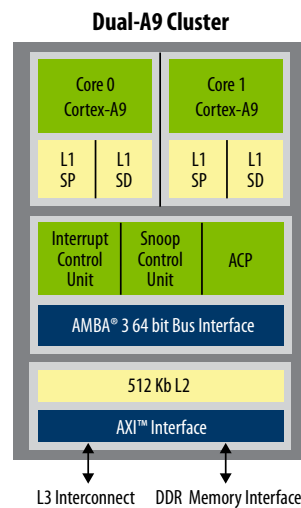 Dual-A9 Cluster
Core 0
Cortex-A9
Core 1
Cortex-A9
L1
SP
L1
SD
L1
SP
L1
SD
Interrupt
Control
Unit
Snoop
Control
Unit
ACP
AMBA® 3 64 bit Bus Interface
512 Kb L2
AXI™ Interface
L3 Interconnect
DDR Memory Interface